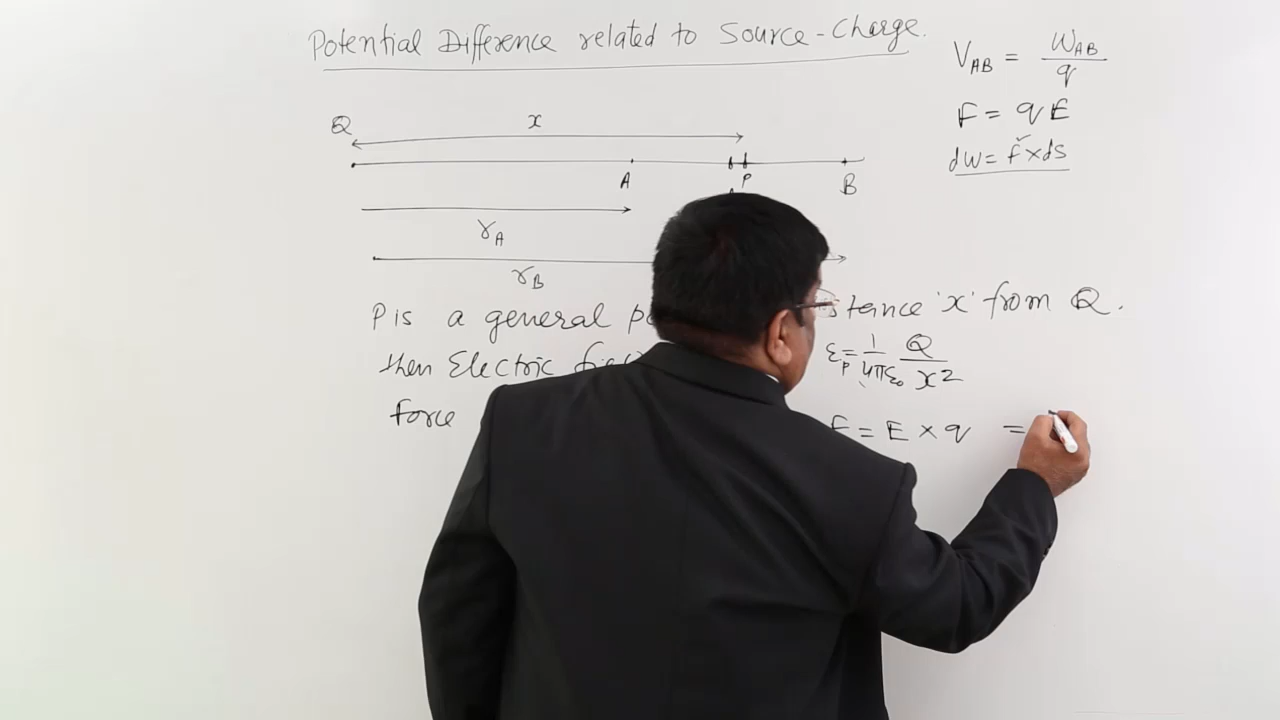 Potential Difference related to Source-Charge.
V_AB = W_AB / q
F = qE
dW = F×ds
Q
x
A
P
B
r_A
r_B
P is a general
'x' from Q.
then Electric
E_P = 1/4πε₀ Q/x²
force
F = E × q =